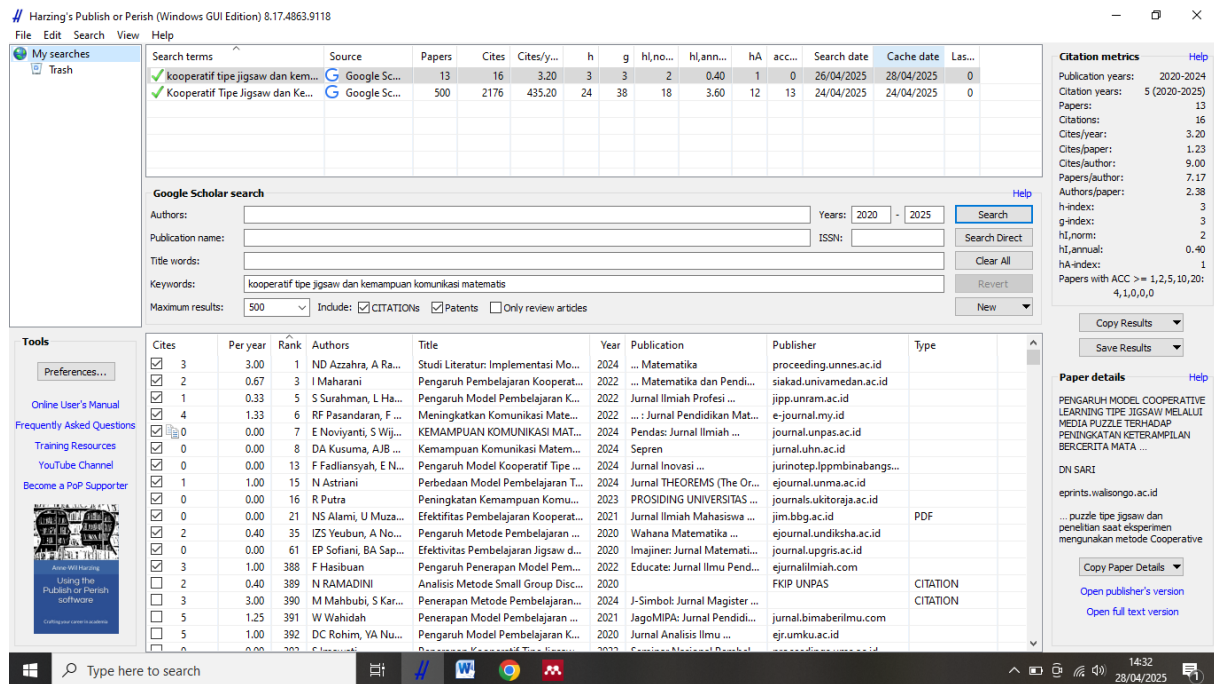 Harzing's Publish or Perish (Windows GUI Edition) 8.17.4863.9118
File Edit Search View Help
My searches
Trash
Search terms Source Papers Cites Cites/y... h g hI,no... hI,ann... hA acc... Search date Cache date Las...
kooperatif tipe jigsaw dan kem... Google Sc... 13 16 3.20 3 3 2 0.40 1 0 26/04/2025 28/04/2025 0
Kooperatif Tipe Jigsaw dan Ke... Google Sc... 500 2176 435.20 24 38 18 3.60 12 13 24/04/2025 24/04/2025 0
Google Scholar search Help
Authors: Years: 2020 - 2025 Search
Publication name: ISSN: Search Direct
Title words: Clear All
Keywords: kooperatif tipe jigsaw dan kemampuan komunikasi matematis Revert
Maximum results: 500 Include: CITATIONs Patents Only review articles New
Cites Per year Rank Authors Title Year Publication Publisher Type
3 3.00 1 ND Azzahra, A Ra... Studi Literatur: Implementasi Mo... 2024 ... Matematika proceeding.unnes.ac.id
2 0.67 3 I Maharani Pengaruh Pembelajaran Kooperat... 2022 ... Matematika dan Pendi... siakad.univamedan.ac.id
1 0.33 5 S Surahman, L Ha... Pengaruh Model Pembelajaran K... 2022 Jurnal Ilmiah Profesi ... jipp.unram.ac.id
4 1.33 6 RF Pasandaran, F ... Meningkatkan Komunikasi Mate... 2022 ... : Jurnal Pendidikan Mat... e-journal.my.id
0 0.00 7 E Noviyanti, S Wij... KEMAMPUAN KOMUNIKASI MAT... 2024 Pendas: Jurnal Ilmiah ... journal.unpas.ac.id
0 0.00 8 DA Kusuma, AJB ... Kemampuan Komunikasi Matem... 2024 Sepren jurnal.uhn.ac.id
0 0.00 13 F Fadliansyah, E N... Pengaruh Model Kooperatif Tipe ... 2024 Jurnal Inovasi ... jurinotep.lppmbinabangs...
1 1.00 15 N Astriani Perbedaan Model Pembelajaran T... 2024 Jurnal THEOREMS (The Or... ejournal.unma.ac.id
0 0.00 16 R Putra Peningkatan Kemampuan Komu... 2023 PROSIDING UNIVERSITAS ... journals.ukitoraja.ac.id
0 0.00 21 NS Alami, U Muza... Efektifitas Pembelajaran Kooperat... 2021 Jurnal Ilmiah Mahasiswa ... jim.bbg.ac.id PDF
2 0.40 35 IZS Yeubun, A No... Pengaruh Metode Pembelajaran ... 2020 Wahana Matematika ... ejournal.undiksha.ac.id
0 0.00 61 EP Sofiani, BA Sap... Efektivitas Pembelajaran Jigsaw d... 2020 Imajiner: Jurnal Matemati... journal.upgris.ac.id
3 1.00 388 F Hasibuan Pengaruh Penerapan Model Pem... 2022 Educate: Jurnal Ilmu Pend... ejurnalilmiah.com
2 0.40 389 N RAMADINI Analisis Metode Small Group Disc... 2020 FKIP UNPAS CITATION
3 3.00 390 M Mahbubi, S Kar... Penerapan Metode Pembelajaran... 2024 J-Simbol: Jurnal Magister ... CITATION
5 1.25 391 W Wahidah Penerapan Model Pembelajaran ... 2021 JagoMIPA: Jurnal Pendidi... jurnal.bimaberilmu.com
5 1.00 392 DC Rohim, YA Nu... Pengaruh Model Pembelajaran K... 2020 Jurnal Analisis Ilmu ... ejr.umku.ac.id
Citation metrics Help
Publication years: 2020-2024
Citation years: 5 (2020-2025)
Papers: 13
Citations: 16
Cites/year: 3.20
Cites/paper: 1.23
Cites/author: 9.00
Papers/author: 7.17
Authors/paper: 2.38
h-index: 3
g-index: 3
hI,norm: 2
hI,annual: 0.40
hA-index: 1
Papers with ACC >= 1,2,5,10,20:
4,1,0,0,0
Copy Results
Save Results
Paper details Help
PENGARUH MODEL COOPERATIVE
LEARNING TIPE JIGSAW MELALUI
MEDIA PUZZLE TERHADAP
PENINGKATAN KETERAMPILAN
BERCERITA MATA ...
DN SARI
eprints.walisongo.ac.id
... puzzle tipe jigsaw dan
penelitian saat eksperimen
mengunakan metode Cooperative
Copy Paper Details
Open publisher's version
Open full text version
Tools
Preferences...
Online User's Manual
Frequently Asked Questions
Training Resources
YouTube Channel
Become a PoP Supporter
Anne-Wil Harzing
Using the
Publish or Perish
software
Crafting your career in academia
Type here to search
14:32
28/04/2025
1